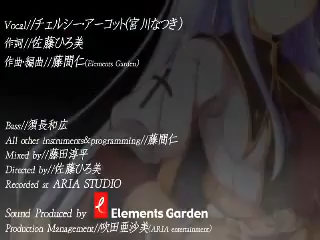 Vocal//チェルシー・アーコット(宮川なつき)
作詞//佐藤ひろ美
作曲・編曲//藤間仁(Elements Garden)
Bass//須長和広
All other instruments&programming//藤間仁
Mixed by//藤田淳平
Directed by//佐藤ひろ美
Recorded at ARIA STUDIO
Sound Produced by Elements Garden
Production Management//吹田亜沙美(ARIA entertainment)